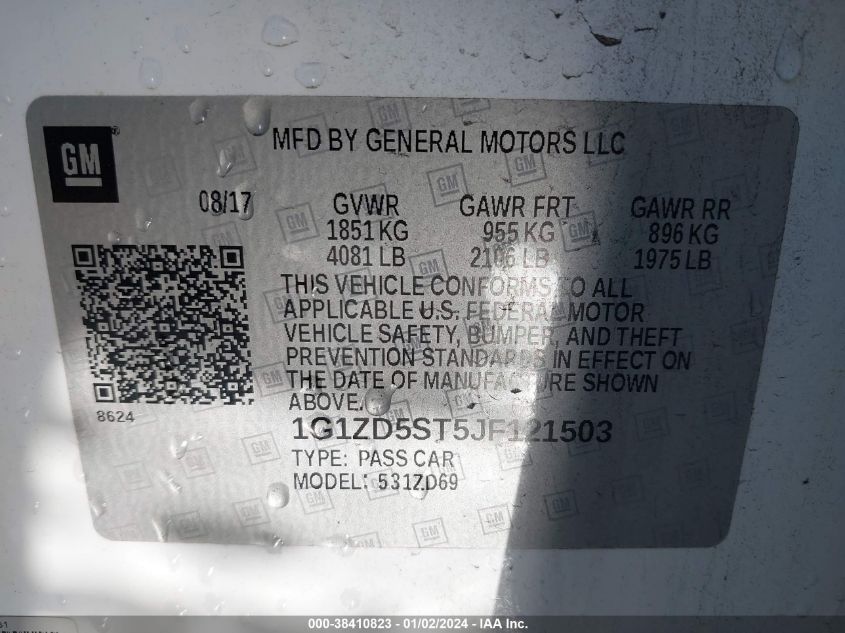 GM
MFD BY GENERAL MOTORS LLC
08/17 GVWR GAWR FRT GAWR RR
1851 KG 955 KG 896 KG
4081 LB 2106 LB 1975 LB
THIS VEHICLE CONFORMS TO ALL
APPLICABLE U.S. FEDERAL MOTOR
VEHICLE SAFETY, BUMPER, AND THEFT
PREVENTION STANDARDS IN EFFECT ON
THE DATE OF MANUFACTURE SHOWN
ABOVE.
8624
1G1ZD5ST5JF121503
TYPE: PASS CAR
MODEL: 531ZD69
000-38410823 - 01/02/2024 - IAA Inc.